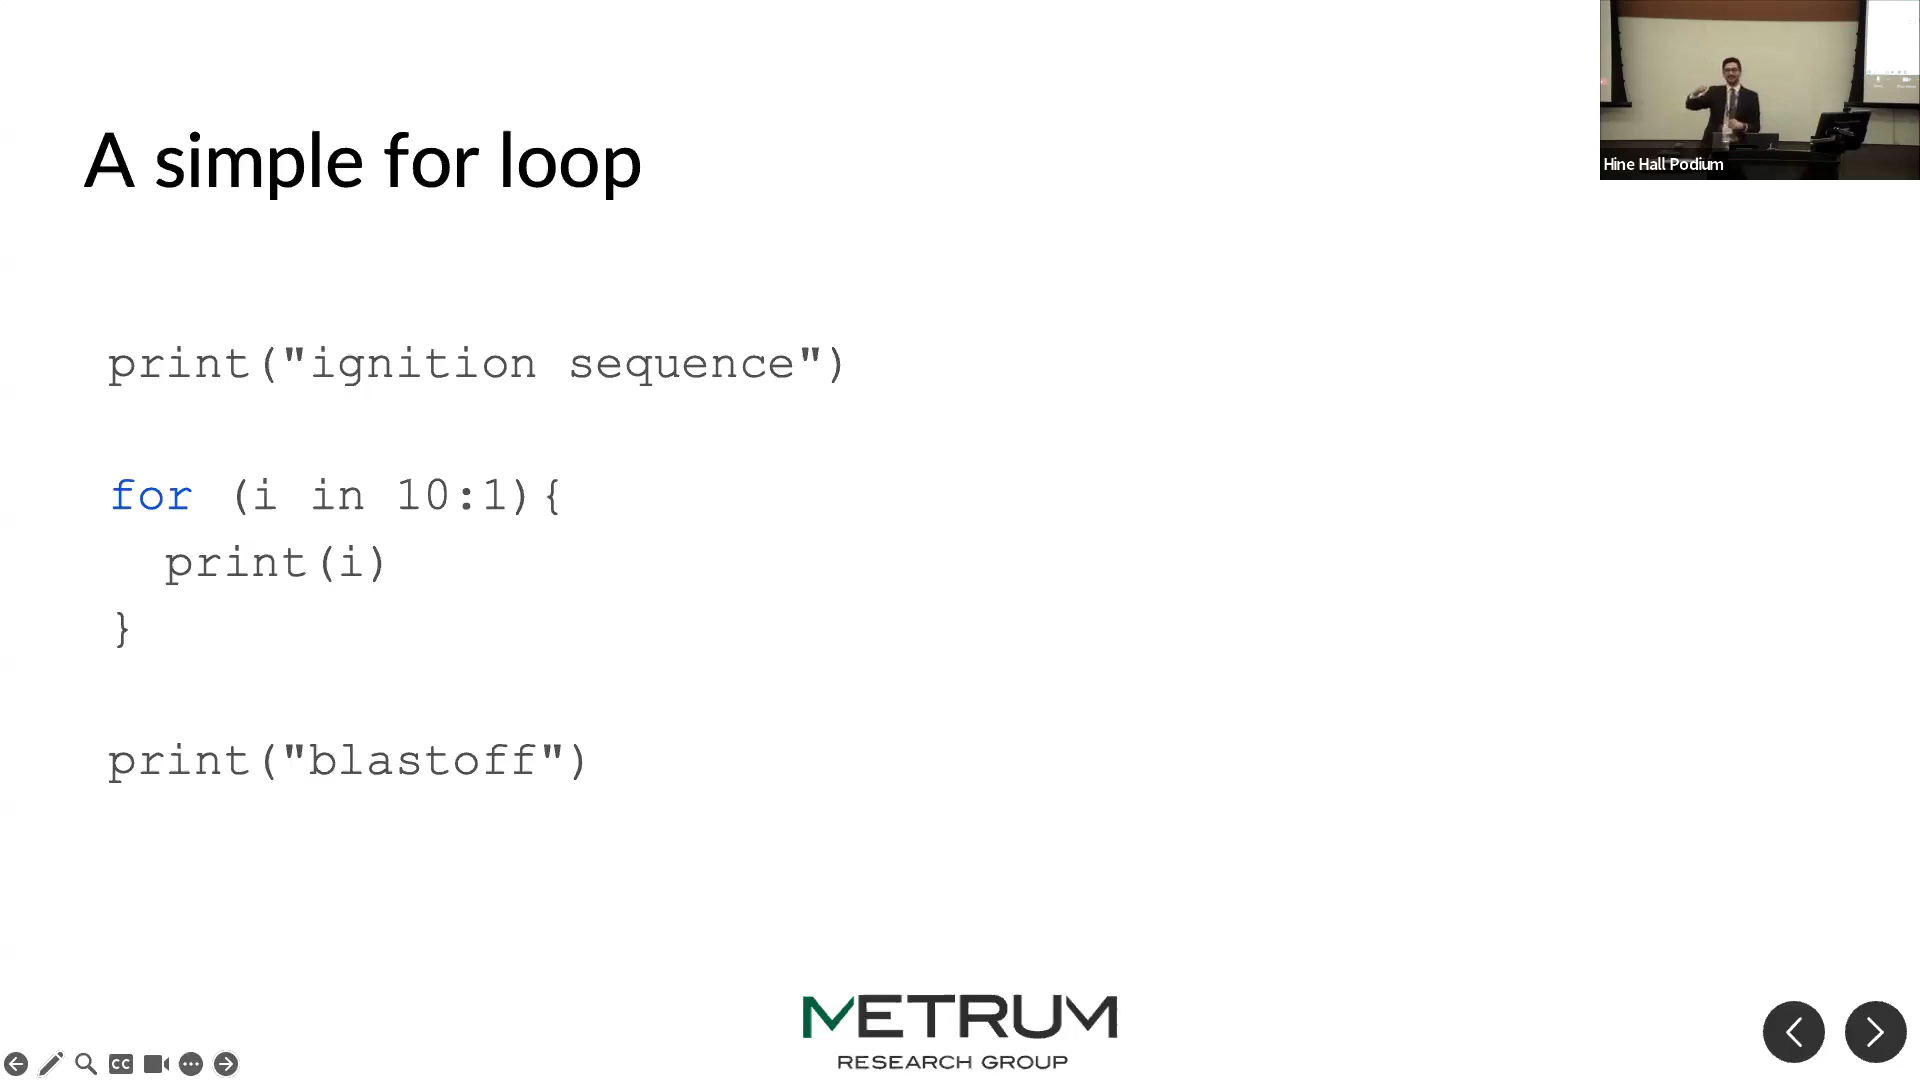 A simple for loop
Hine Hall Podium
print("ignition sequence")
for (i in 10:1){
print(i)
}
print("blastoff")
METRUM
RESEARCH GROUP
CC